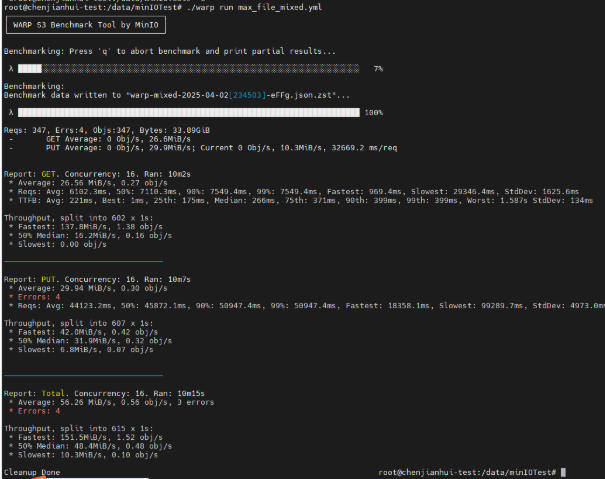 root@chenjianhui-test:/data/minIOTest# ./warp run max_file_mixed.yml
WARP S3 Benchmark Tool by MinIO
Benchmarking: Press 'q' to abort benchmark and print partial results...
λ 7%
Benchmarking:
Benchmark data written to "warp-mixed-2025-04-02[234503]-eFFg.json.zst"...
λ 100%
Reqs: 347, Errs:4, Objs:347, Bytes: 33.89GiB
- GET Average: 0 Obj/s, 26.6MiB/s
- PUT Average: 0 Obj/s, 29.9MiB/s; Current 0 Obj/s, 10.3MiB/s, 32669.2 ms/req
Report: GET. Concurrency: 16. Ran: 10m2s
* Average: 26.56 MiB/s, 0.27 obj/s
* Reqs: Avg: 6102.3ms, 50%: 7110.3ms, 90%: 7549.4ms, 99%: 7549.4ms, Fastest: 969.4ms, Slowest: 29346.4ms, StdDev: 1625.6ms
* TTFB: Avg: 221ms, Best: 1ms, 25th: 175ms, Median: 266ms, 75th: 371ms, 90th: 399ms, 99th: 399ms, Worst: 1.587s StdDev: 134ms
Throughput, split into 602 x 1s:
* Fastest: 137.8MiB/s, 1.38 obj/s
* 50% Median: 16.2MiB/s, 0.16 obj/s
* Slowest: 0.00 obj/s
Report: PUT. Concurrency: 16. Ran: 10m7s
* Average: 29.94 MiB/s, 0.30 obj/s
* Errors: 4
* Reqs: Avg: 44123.2ms, 50%: 45872.1ms, 90%: 50947.4ms, 99%: 50947.4ms, Fastest: 18358.1ms, Slowest: 99289.7ms, StdDev: 4973.0ms
Throughput, split into 607 x 1s:
* Fastest: 42.0MiB/s, 0.42 obj/s
* 50% Median: 31.9MiB/s, 0.32 obj/s
* Slowest: 6.8MiB/s, 0.07 obj/s
Report: Total. Concurrency: 16. Ran: 10m15s
* Average: 56.26 MiB/s, 0.56 obj/s, 3 errors
* Errors: 4
Throughput, split into 615 x 1s:
* Fastest: 151.5MiB/s, 1.52 obj/s
* 50% Median: 48.4MiB/s, 0.48 obj/s
* Slowest: 10.3MiB/s, 0.10 obj/s
Cleanup Done root@chenjianhui-test:/data/minIOTest#